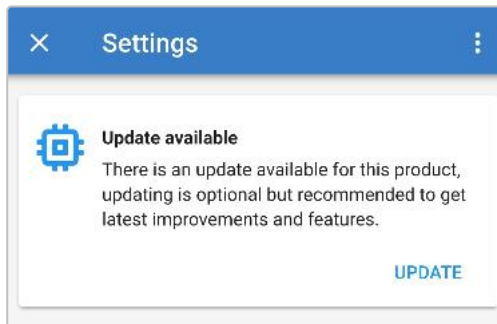 Settings
Update available
There is an update available for this product,
updating is optional but recommended to get
latest improvements and features.
UPDATE